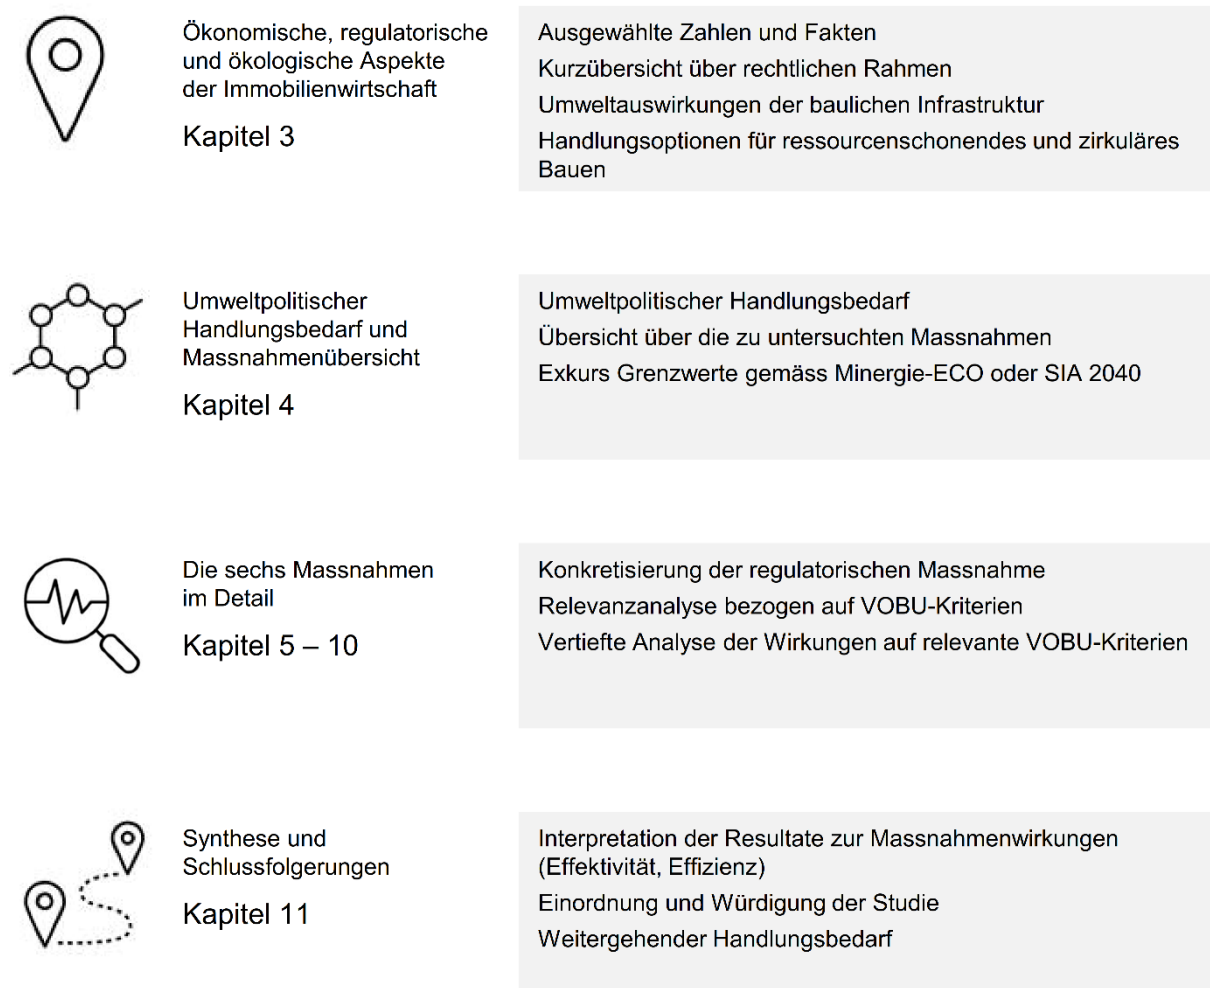 Ökonomische, regulatorische
und ökologische Aspekte
der Immobilienwirtschaft
Kapitel 3
Ausgewählte Zahlen und Fakten
Kurzübersicht über rechtlichen Rahmen
Umweltauswirkungen der baulichen Infrastruktur
Handlungsoptionen für ressourcenschonendes und zirkuläres
Bauen
Umweltpolitischer
Handlungsbedarf und
Massnahmenübersicht
Kapitel 4
Umweltpolitischer Handlungsbedarf
Übersicht über die zu untersuchten Massnahmen
Exkurs Grenzwerte gemäss Minergie-ECO oder SIA 2040
Die sechs Massnahmen
im Detail
Kapitel 5 – 10
Konkretisierung der regulatorischen Massnahme
Relevanzanalyse bezogen auf VOBU-Kriterien
Vertiefte Analyse der Wirkungen auf relevante VOBU-Kriterien
Synthese und
Schlussfolgerungen
Kapitel 11
Interpretation der Resultate zur Massnahmenwirkungen
(Effektivität, Effizienz)
Einordnung und Würdigung der Studie
Weitergehender Handlungsbedarf